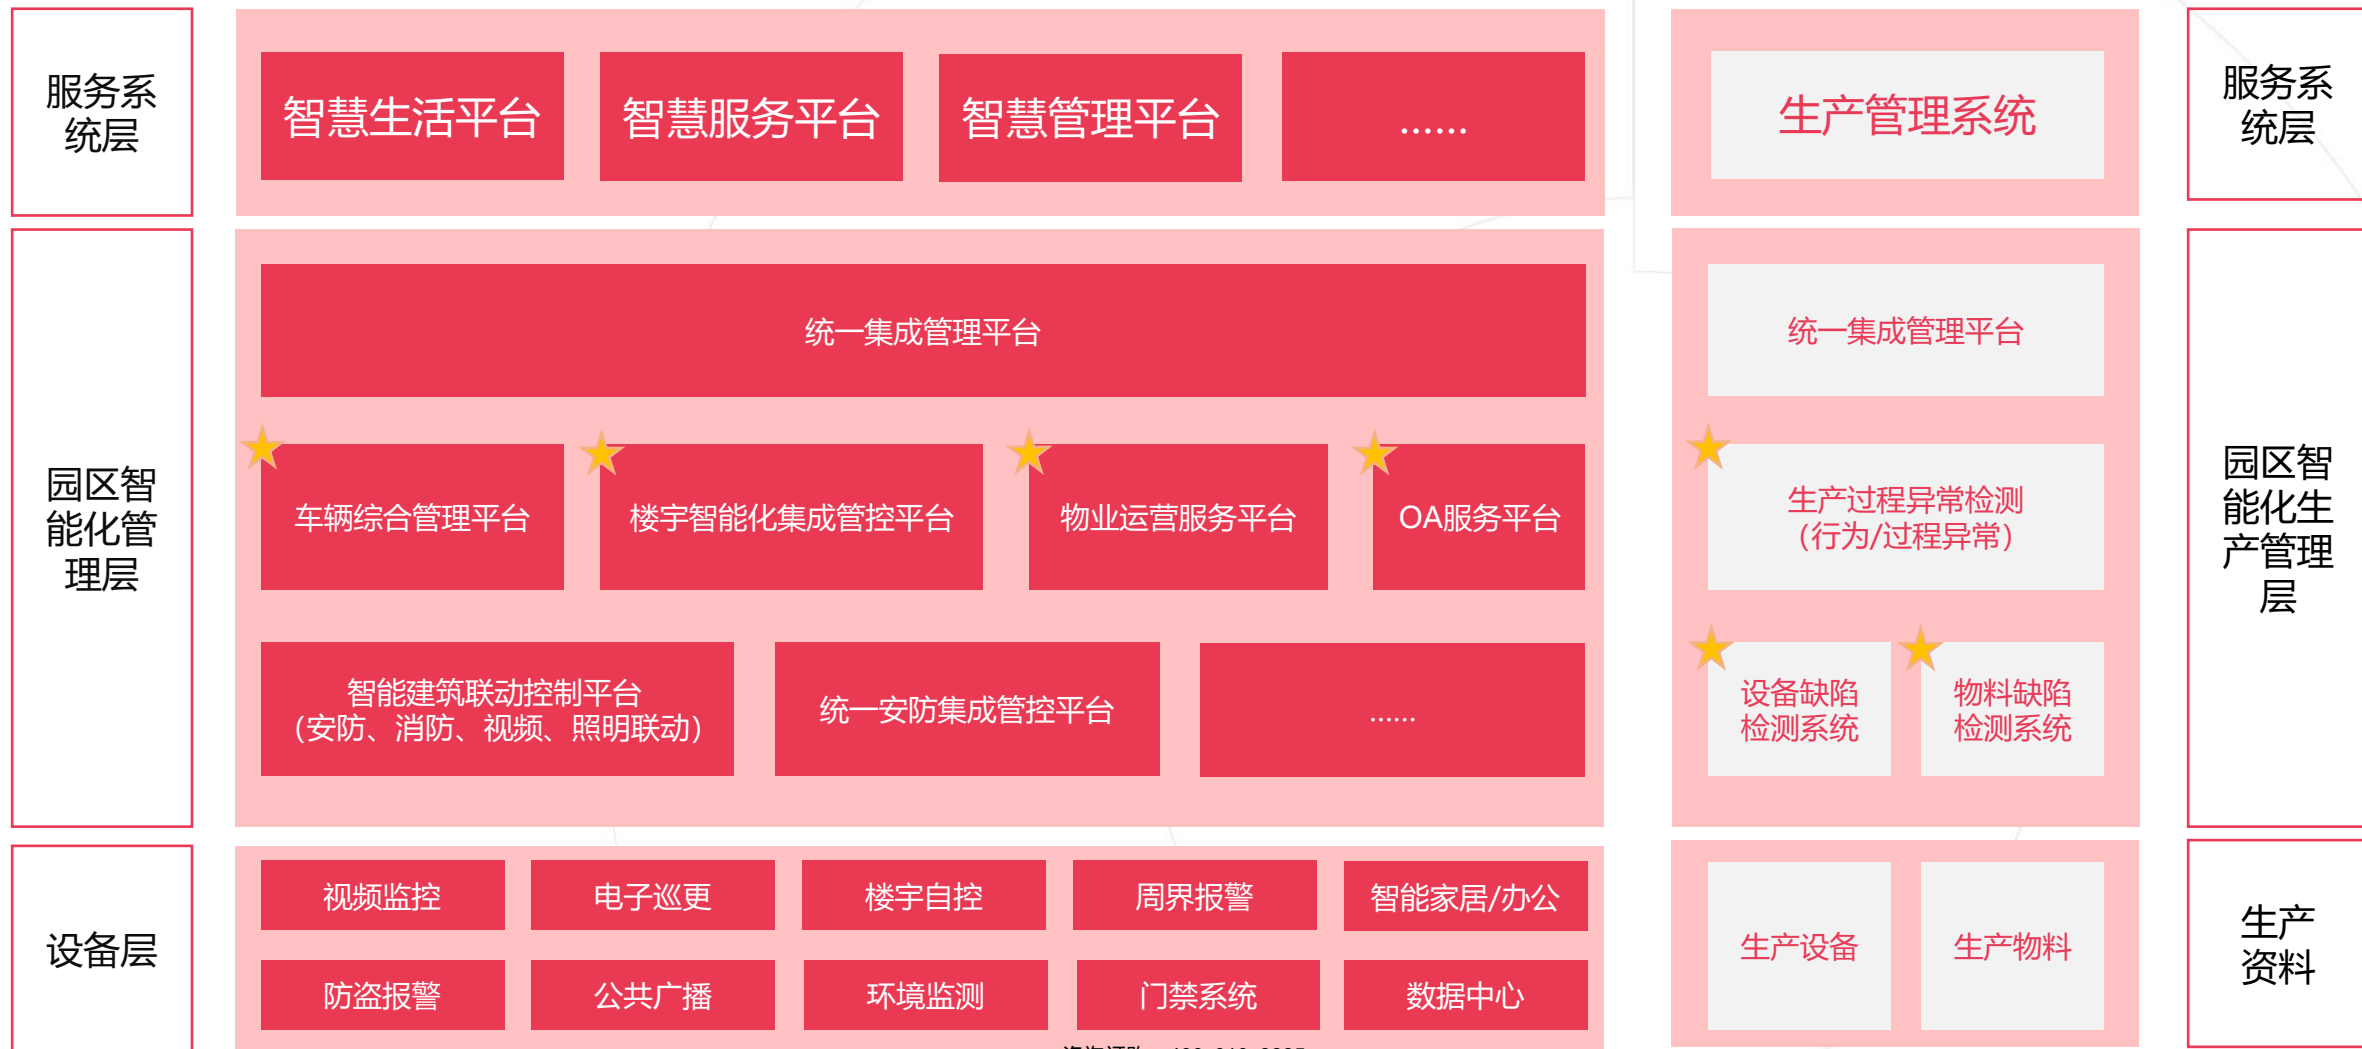 服务系
统层
智慧生活平台
智慧服务平台
智慧管理平台
......
生产管理系统
服务系
统层
园区智
能化管
理层
统一集成管理平台
车辆综合管理平台
楼宇智能化集成管控平台
物业运营服务平台
OA服务平台
智能建筑联动控制平台
（安防、消防、视频、照明联动）
统一安防集成管控平台
......
统一集成管理平台
生产过程异常检测
（行为/过程异常）
设备缺陷
检测系统
物料缺陷
检测系统
园区智
能化生
产管理
层
设备层
视频监控
电子巡更
楼宇自控
周界报警
智能家居/办公
防盗报警
公共广播
环境监测
门禁系统
数据中心
生产设备
生产物料
生产
资料